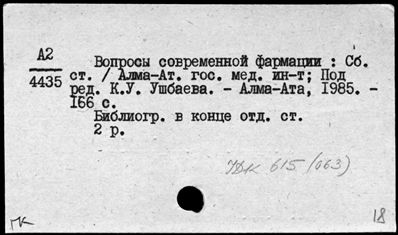 А2
4435
Вопросы современной фармации : Сб.
ст. / Алма-Ат. гос. мед. ин-т; Под
ред. К.У. Ушбаева. - Алма-Ата, 1985. -
166 с.
Библиогр. в конце отд. ст.
2 р.
УДК 615 (063)
ГК
18